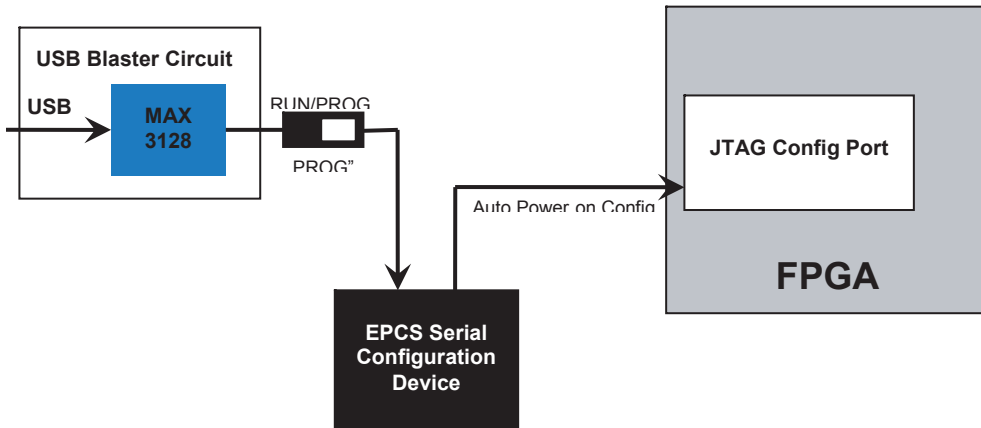 USB Blaster Circuit
USB
MAX
3128
RUN/PROG
PROG”
Auto Power on Config
JTAG Config Port
FPGA
EPCS Serial
Configuration
Device